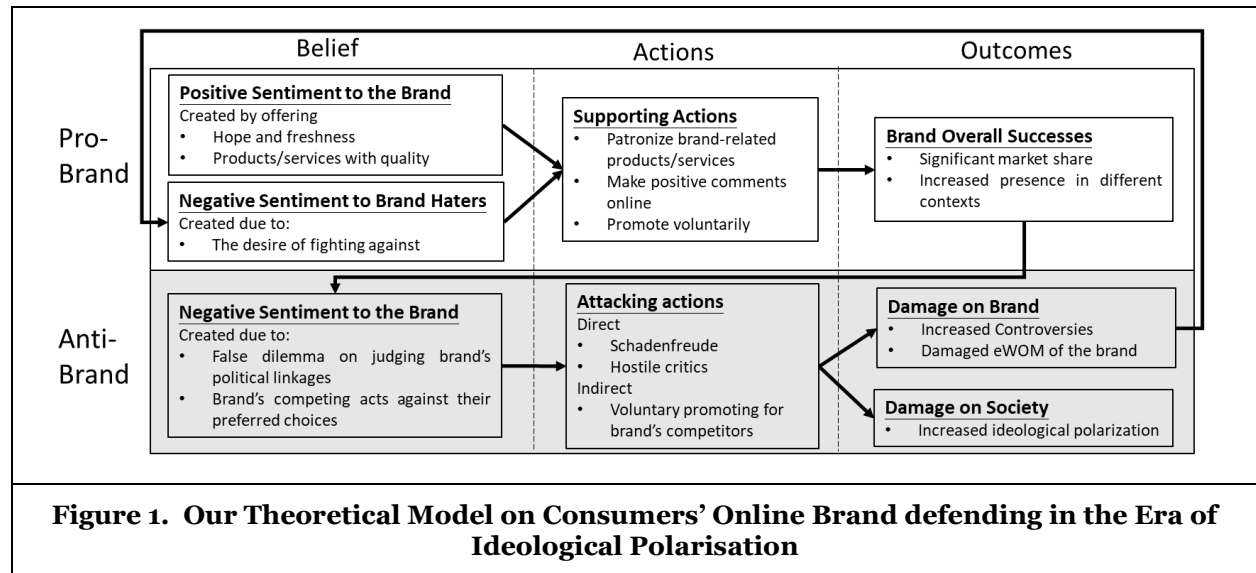 Belief
Actions
Outcomes
Pro-
Brand
Positive Sentiment to the Brand
Created by offering
• Hope and freshness
• Products/services with quality
Negative Sentiment to Brand Haters
Created due to:
• The desire of fighting against
Supporting Actions
• Patronize brand-related
products/services
• Make positive comments
online
• Promote voluntarily
Brand Overall Successes
• Significant market share
• Increased presence in different
contexts
Anti-
Brand
Negative Sentiment to the Brand
Created due to:
• False dilemma on judging brand's
political linkages
• Brand's competing acts against their
preferred choices
Attacking actions
Direct
• Schadenfreude
• Hostile critics
Indirect
• Voluntary promoting for
brand's competitors
Damage on Brand
• Increased Controversies
• Damaged eWOM of the brand
Damage on Society
• Increased ideological polarization
Figure 1. Our Theoretical Model on Consumers' Online Brand defending in the Era of
Ideological Polarisation